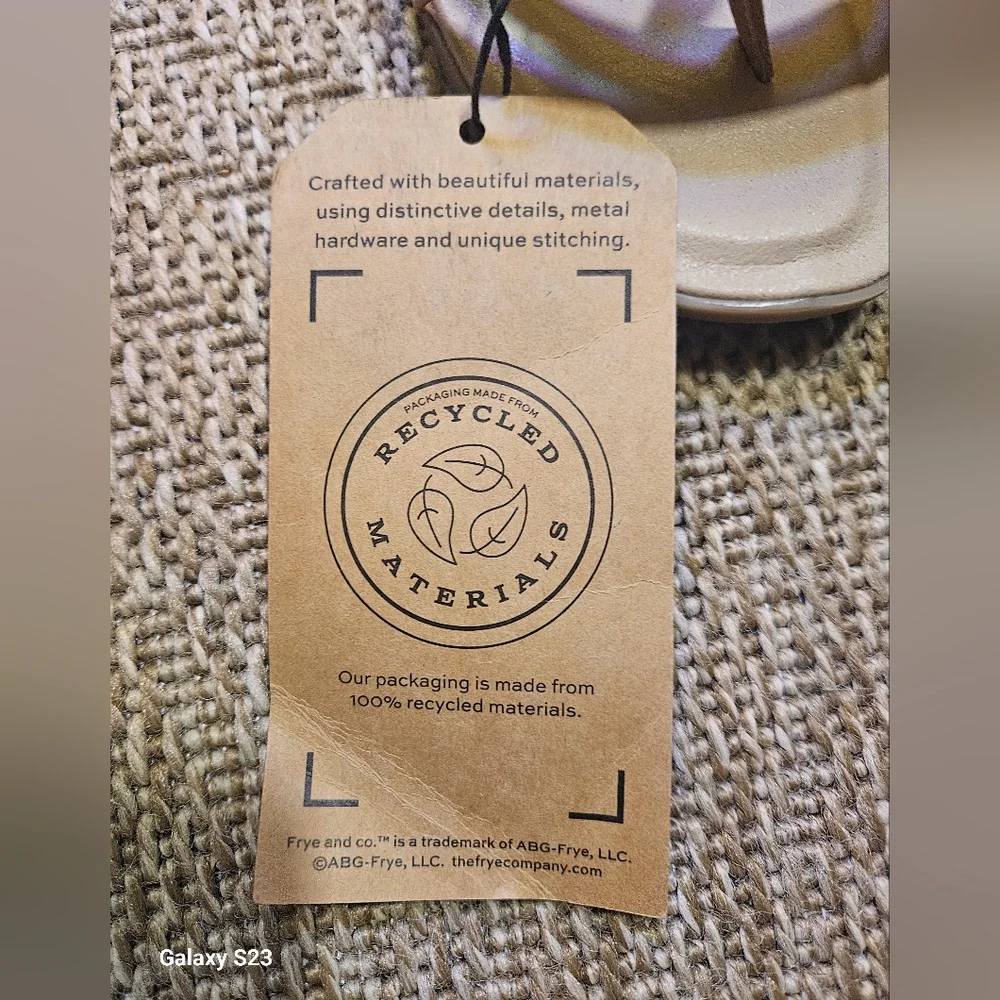 Crafted with beautiful materials,
using distinctive details, metal
hardware and unique stitching.
PACKAGING MADE FROM
RECYCLED
MATERIALS
Our packaging is made from
100% recycled materials.
Frye and co.™ is a trademark of ABG-Frye, LLC.
©ABG-Frye, LLC. thefryecompany.com
Galaxy S23